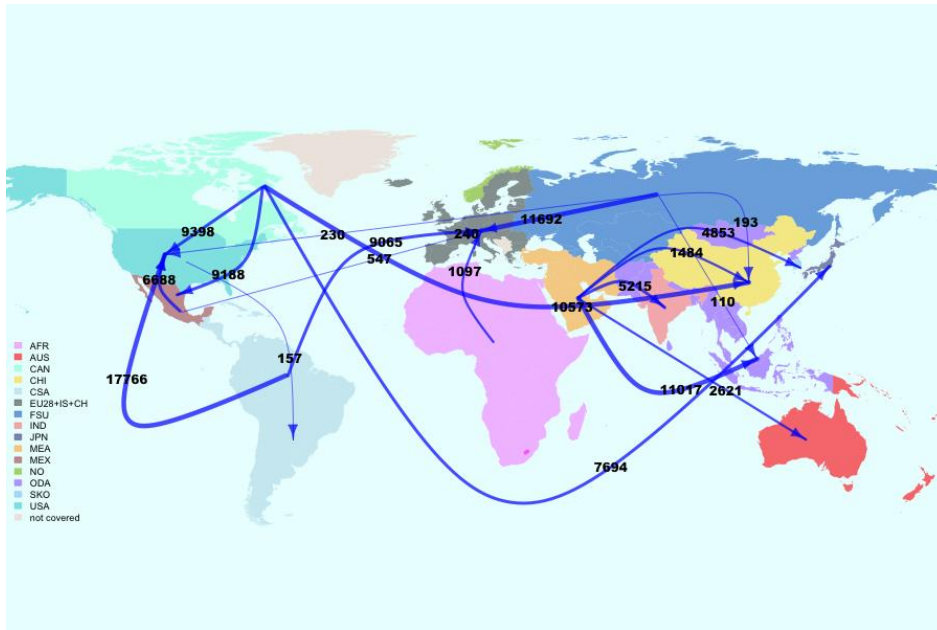 193
9398
230
9065
240
11692
4853
547
1484
6688
9188
1097
5215
10573
110
AFR
AUS
CAN
CHI
CSA
EU28+IS+CH
FSU
IND
JPN
MEA
MEX
NO
ODA
SKO
USA
not covered
157
17766
11017
2621
7694